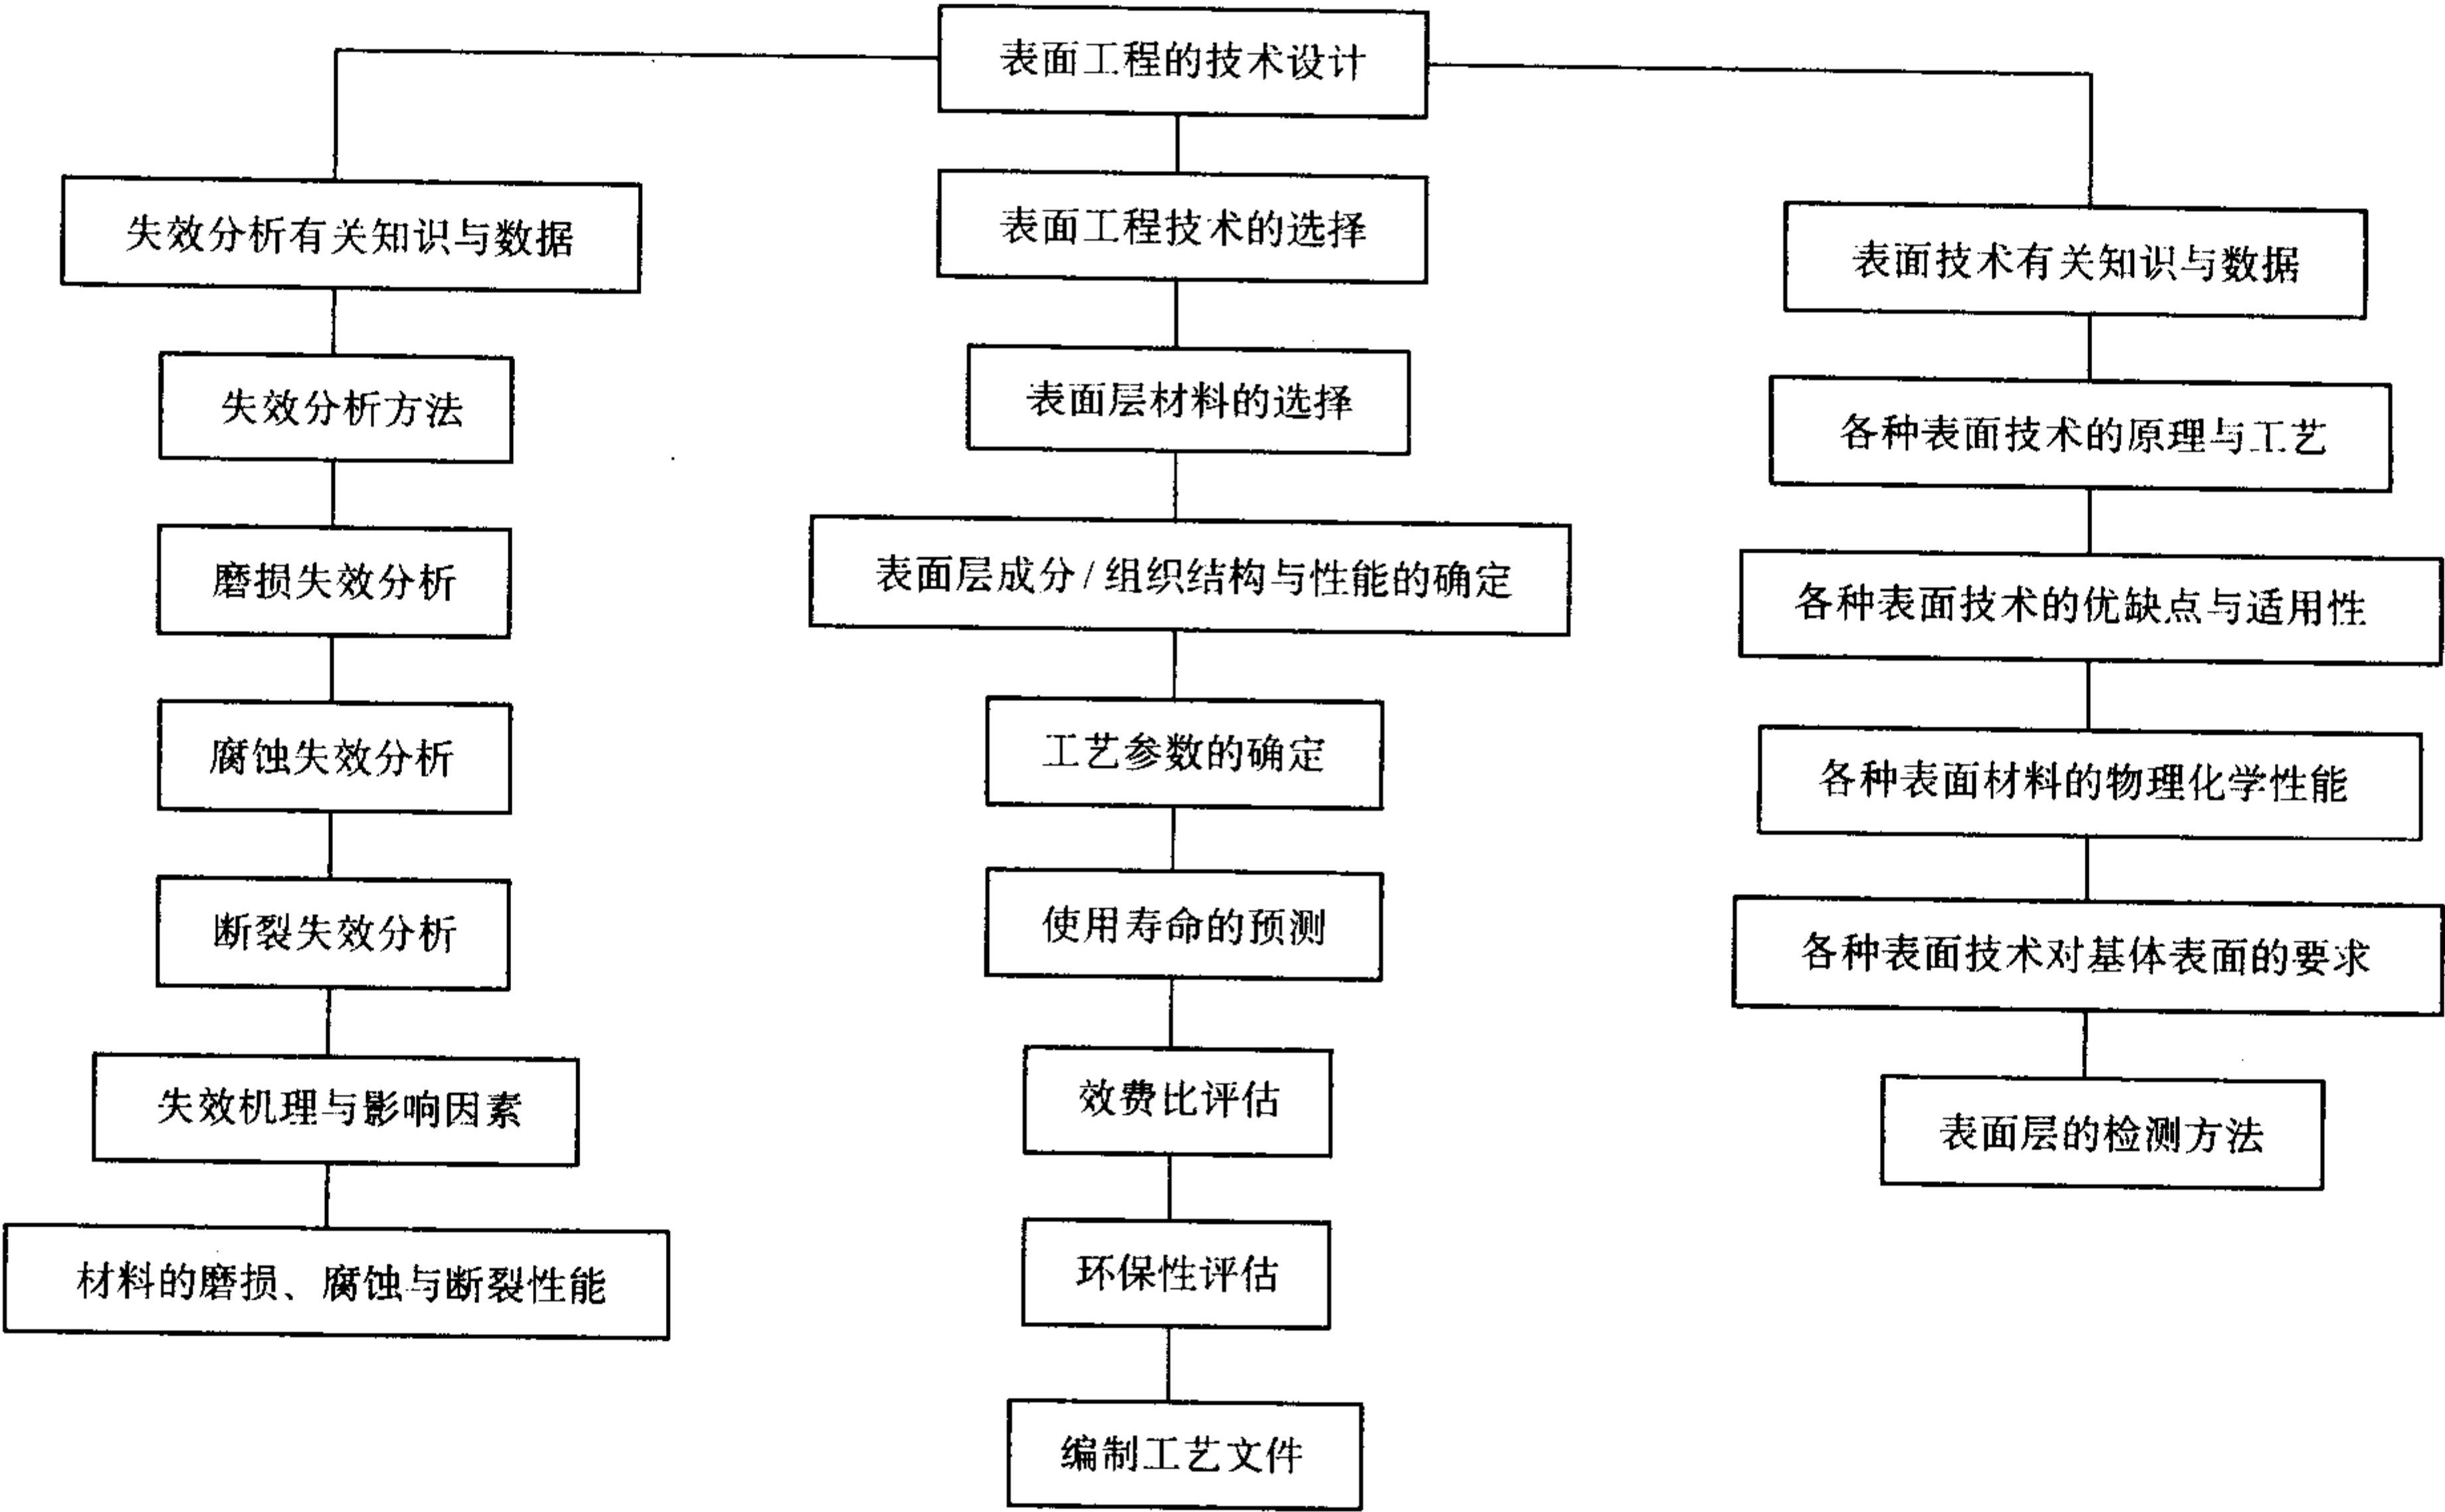 表面工程的技术设计
失效分析有关知识与数据
失效分析方法
磨损失效分析
腐蚀失效分析
断裂失效分析
失效机理与影响因素
材料的磨损、腐蚀与断裂性能
表面工程技术的选择
表面层材料的选择
表面层成分/组织结构与性能的确定
工艺参数的确定
使用寿命的预测
效费比评估
环保性评估
编制工艺文件
表面技术有关知识与数据
各种表面技术的原理与工艺
各种表面技术的优缺点与适用性
各种表面材料的物理化学性能
各种表面技术对基体表面的要求
表面层的检测方法